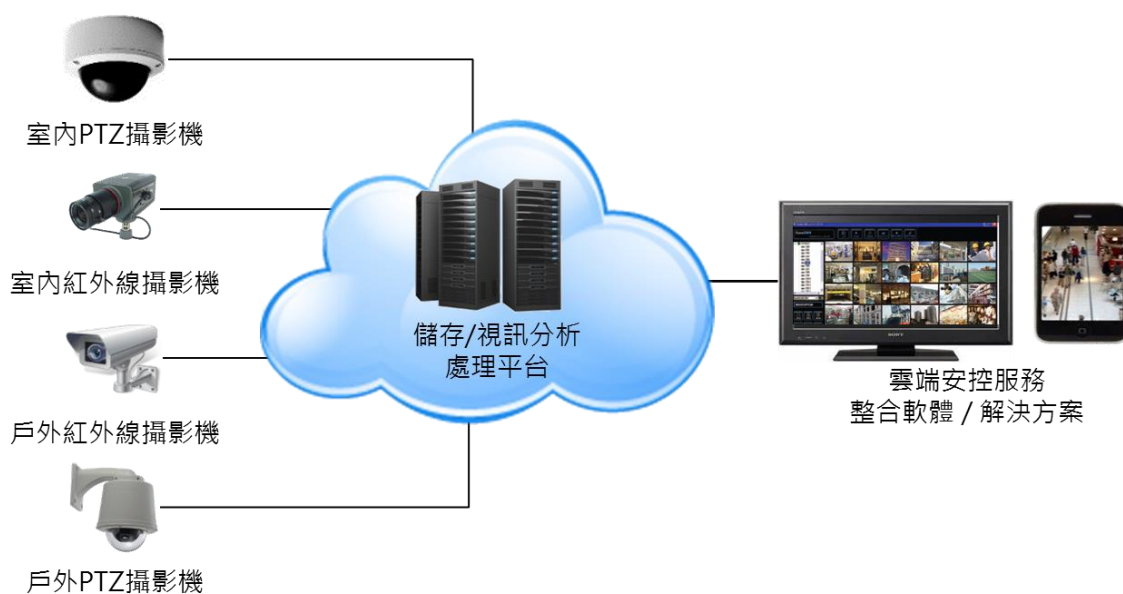 室內PTZ攝影機
室內紅外線攝影機
戶外紅外線攝影機
戶外PTZ攝影機
儲存/視訊分析
處理平台
SONY
雲端安控服務
整合軟體 / 解決方案